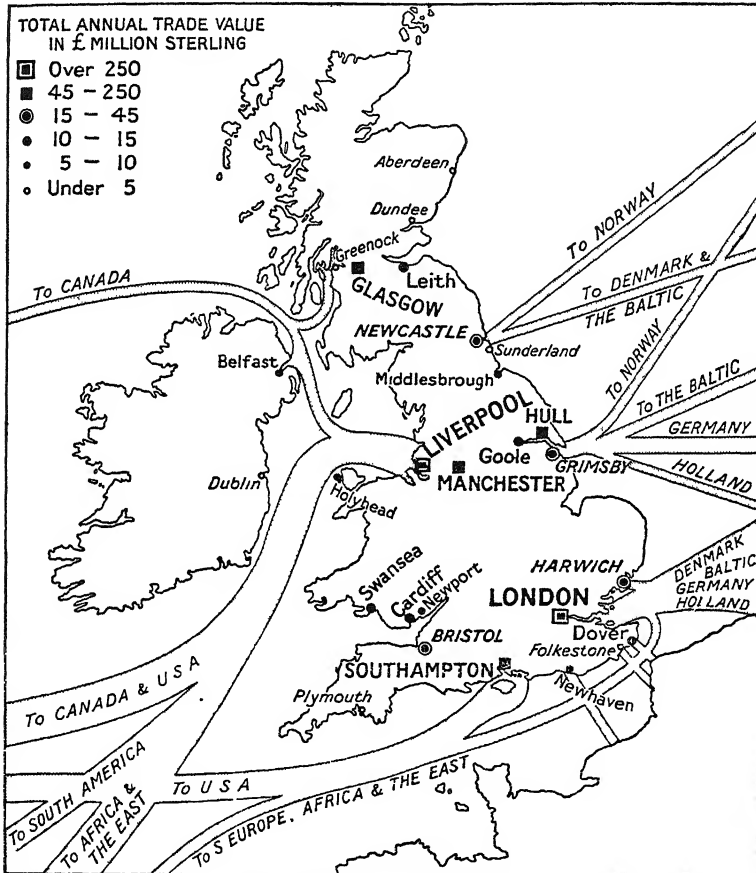 TOTAL ANNUAL TRADE VALUE
IN £ MILLION STERLING
Over 250
45 - 250
15 - 45
10 - 15
5 - 10
Under 5
Aberdeen
Dundee
Greenock
Leith
GLASGOW
To CANADA
To NORWAY
To DENMARK &
THE BALTIC
NEWCASTLE
Sunderland
Belfast
Middlesbrough
To NORWAY
To THE BALTIC
LIVERPOOL
HULL
GERMANY
Goole
GRIMSBY
HOLLAND
MANCHESTER
Dublin
Holyhead
HARWICH
DENMARK
BALTIC
GERMANY
HOLLAND
Swansea
Cardiff
Newport
LONDON
Dover
BRISTOL
Folkestone
SOUTHAMPTON
Newhaven
Plymouth
To CANADA & USA
To SOUTH AMERICA
To AFRICA &
THE EAST
To USA
To S EUROPE, AFRICA & THE EAST